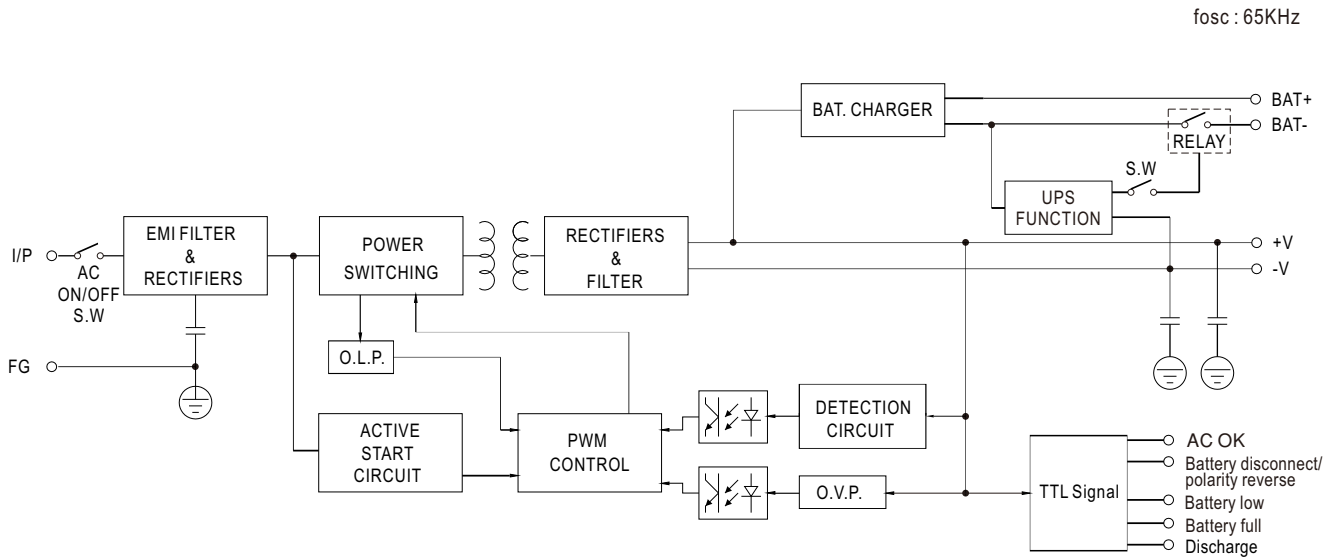 fosc : 65KHz
BAT. CHARGER
BAT+
BAT-
RELAY
S.W
UPS
FUNCTION
I/P
AC
ON/OFF
S.W
EMI FILTER
&
RECTIFIERS
POWER
SWITCHING
RECTIFIERS
&
FILTER
+V
-V
FG
O.L.P.
ACTIVE
START
CIRCUIT
PWM
CONTROL
DETECTION
CIRCUIT
O.V.P.
TTL Signal
AC OK
Battery disconnect/
polarity reverse
Battery low
Battery full
Discharge